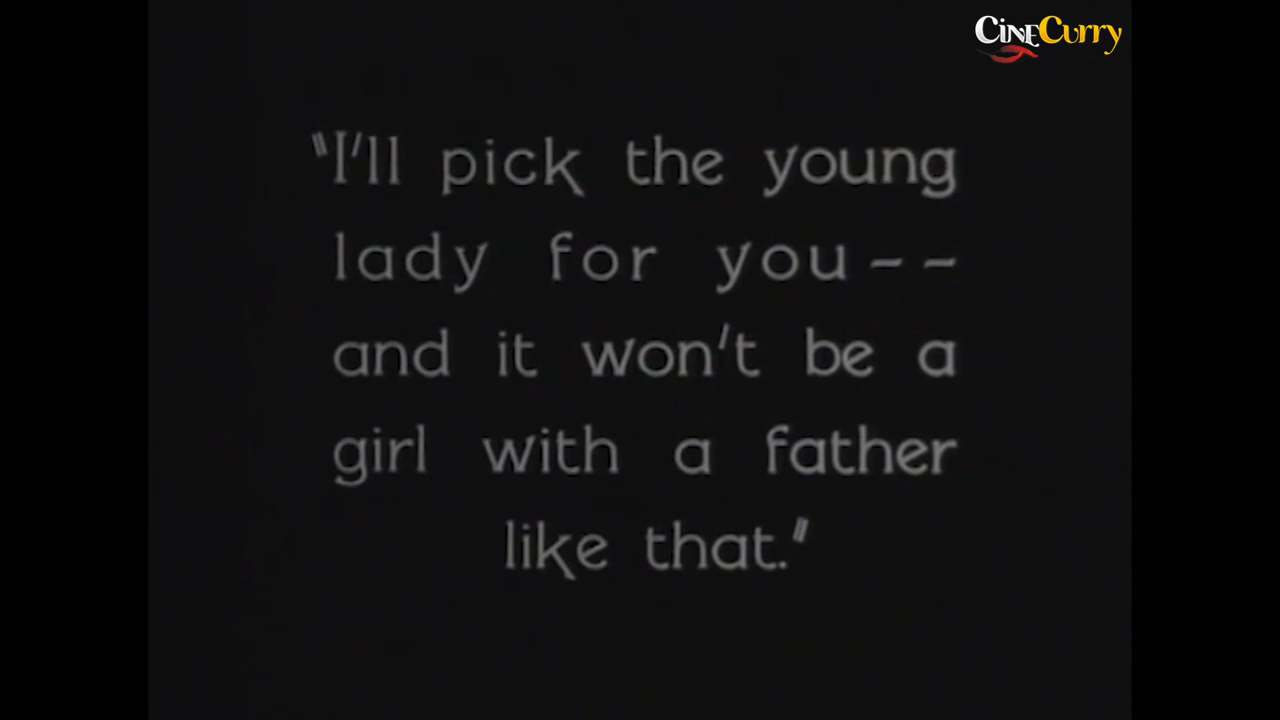 CineCurry
"I'll pick the young
lady for you--
and it won't be a
girl with a father
like that."